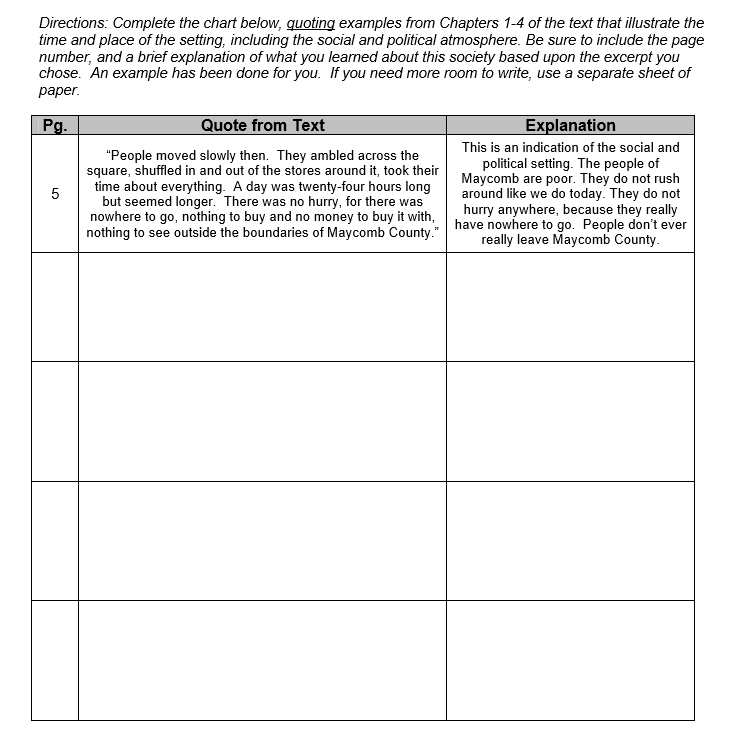 Directions: Complete the chart below, quoting examples from Chapters 1-4 of the text that illustrate the
time and place of the setting, including the social and political atmosphere. Be sure to include the page
number, and a brief explanation of what you learned about this society based upon the excerpt you
chose.  An example has been done for you.  If you need more room to write, use a separate sheet of
paper.
Pg.
Quote from Text
Explanation
5
“People moved slowly then.  They ambled across the
square, shuffled in and out of the stores around it, took their
time about everything.  A day was twenty-four hours long
but seemed longer.  There was no hurry, for there was
nowhere to go, nothing to buy and no money to buy it with,
nothing to see outside the boundaries of Maycomb County.”
This is an indication of the social and
political setting. The people of
Maycomb are poor. They do not rush
around like we do today. They do not
hurry anywhere, because they really
have nowhere to go.  People don’t ever
really leave Maycomb County.